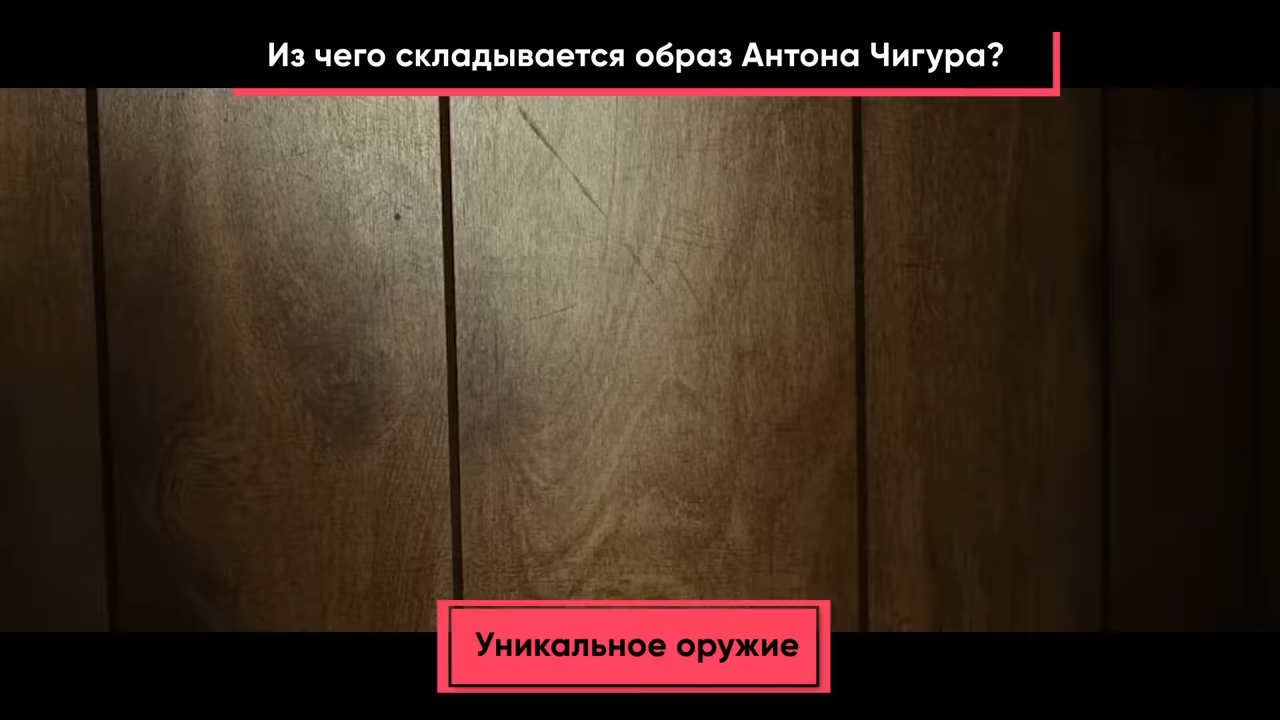 Из чего складывается образ Антона Чигура?
Уникальное оружие